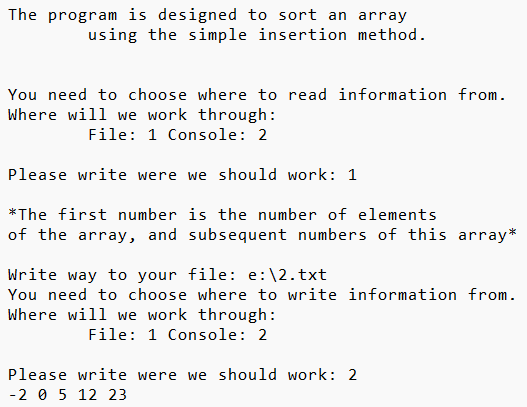 The program is designed to sort an array
using the simple insertion method.
You need to choose where to read information from.
Where will we work through:
File: 1 Console: 2
Please write were we should work: 1
*The first number is the number of elements
of the array, and subsequent numbers of this array*
Write way to your file: e:\2.txt
You need to choose where to write information from.
Where will we work through:
File: 1 Console: 2
Please write were we should work: 2
-2 0 5 12 23